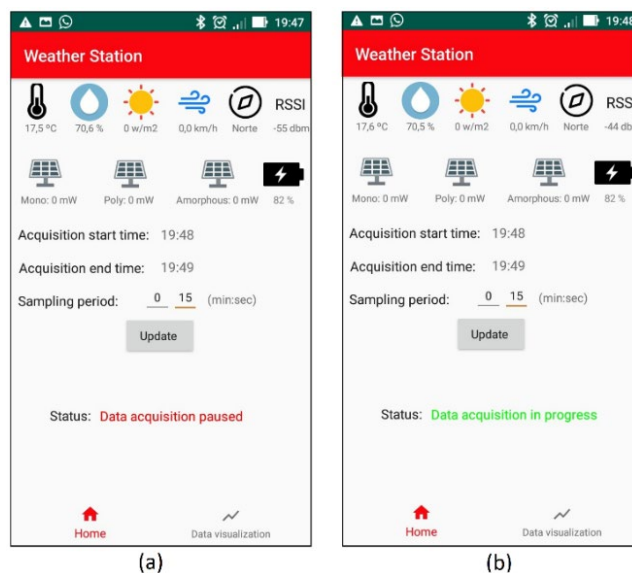 19:47
Weather Station
RSSI
17,5 ºC 70,6 % 0 w/m2 0,0 km/h Norte -55 dbm
Mono: 0 mW Poly: 0 mW Amorphous: 0 mW 82 %
Acquisition start time: 19:48
Acquisition end time: 19:49
Sampling period: 0 15 (min:sec)
Update
Status: Data acquisition paused
Home Data visualization
(a)
19:48
Weather Station
RSS
17,6 ºC 70,5 % 0 w/m2 0,0 km/h Norte -44 db
Mono: 0 mW Poly: 0 mW Amorphous: 0 mW 82 %
Acquisition start time: 19:48
Acquisition end time: 19:49
Sampling period: 0 15 (min:sec)
Update
Status: Data acquisition in progress
Home Data visualization
(b)